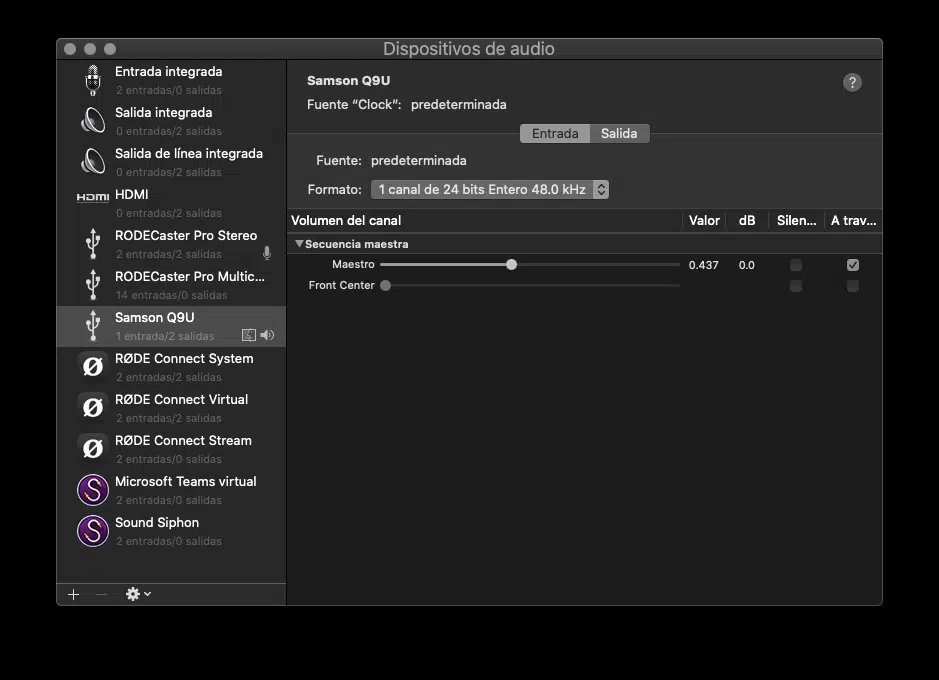 Dispositivos de audio
Entrada integrada
2 entradas/0 salidas
Salida integrada
0 entradas/2 salidas
Salida de línea integrada
0 entradas/2 salidas
HDMI
HDMI
0 entradas/2 salidas
RODECaster Pro Stereo
2 entradas/2 salidas
RODECaster Pro Multic...
14 entradas/0 salidas
Samson Q9U
1 entrada/2 salidas
RØDE Connect System
2 entradas/2 salidas
RØDE Connect Virtual
2 entradas/2 salidas
RØDE Connect Stream
2 entradas/0 salidas
Microsoft Teams virtual
2 entradas/0 salidas
Sound Siphon
2 entradas/0 salidas
Samson Q9U
?
Fuente “Clock”: predeterminada
Entrada Salida
Fuente: predeterminada
Formato: 1 canal de 24 bits Entero 48.0 kHz
Volumen del canal Valor dB Silen... A trav...
Secuencia maestra
Maestro 0.437 0.0
Front Center